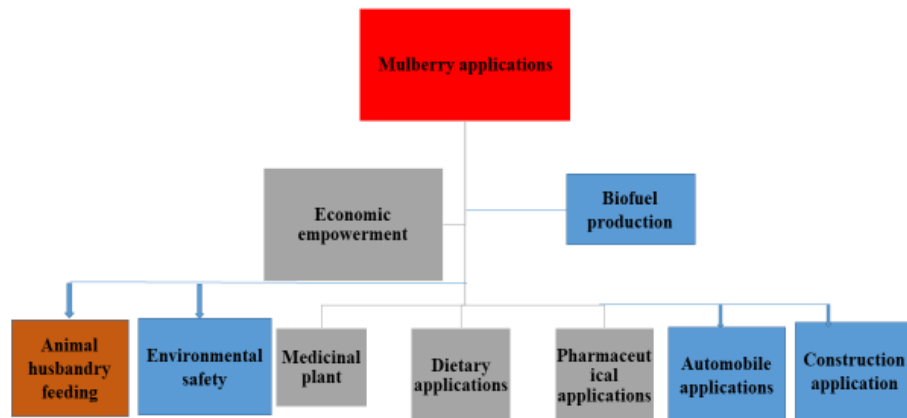 Mulberry applications
Economic
empowerment
Biofuel
production
Animal
husbandry
feeding
Environmental
safety
Medicinal
plant
Dietary
applications
Pharmaceut
ical
applications
Automobile
applications
Construction
application